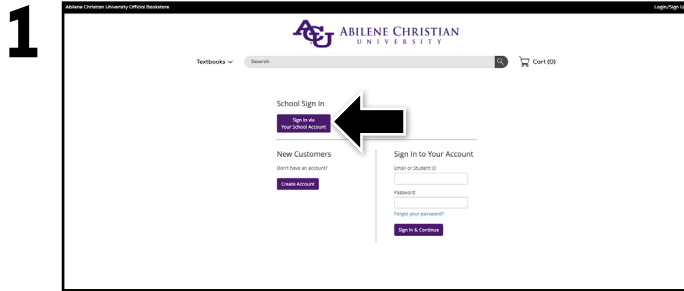 1
Abilene Christian University Official Bookstore
Login/Sign U
ACU ABILENE CHRISTIAN
UNIVERSITY
Textbooks
Search
Cart (0)
School Sign In
Sign in via
Your School Account
New Customers
Don't have an account?
Create Account
Sign In to Your Account
Email or Student ID
Password
Forgot your password?
Sign In & Continue